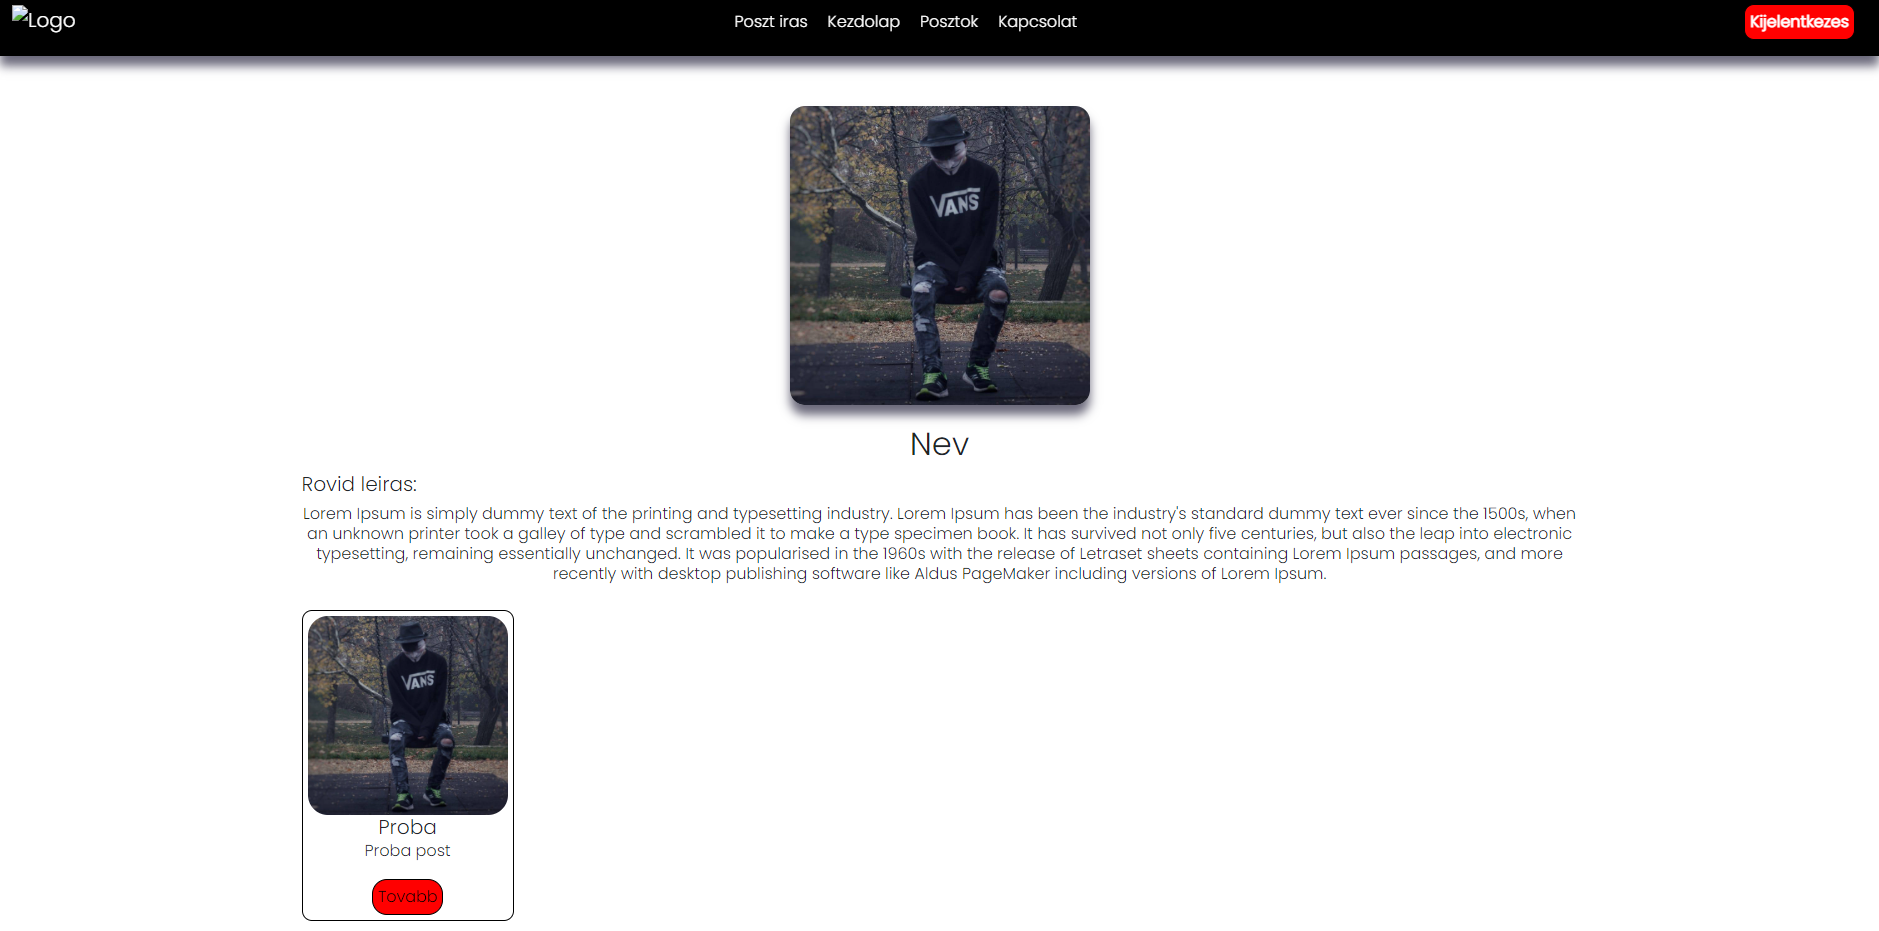 Logo
Poszt iras Kezdolap Posztok Kapcsolat
Kijelentkezes
VANS
Nev
Rovid leiras:
Lorem Ipsum is simply dummy text of the printing and typesetting industry. Lorem Ipsum has been the industry's standard dummy text ever since the 1500s, when
an unknown printer took a galley of type and scrambled it to make a type specimen book. It has survived not only five centuries, but also the leap into electronic
typesetting, remaining essentially unchanged. It was popularised in the 1960s with the release of Letraset sheets containing Lorem Ipsum passages, and more
recently with desktop publishing software like Aldus PageMaker including versions of Lorem Ipsum.
VANS
Proba
Proba post
Tovabb